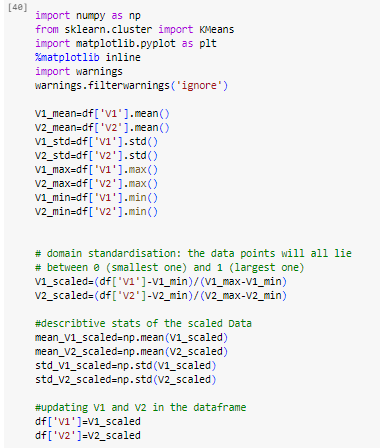 [40]
import numpy as np
from sklearn.cluster import KMeans
import matplotlib.pyplot as plt
%matplotlib inline
import warnings
warnings.filterwarnings('ignore')
V1_mean=df['V1'].mean()
V2_mean=df['V2'].mean()
V1_std=df['V1'].std()
V2_std=df['V2'].std()
V1_max=df['V1'].max()
V2_max=df['V2'].max()
V1_min=df['V1'].min()
V2_min=df['V2'].min()
# domain standardisation: the data points will all lie
# between 0 (smallest one) and 1 (largest one)
V1_scaled=(df['V1']-V1_min)/(V1_max-V1_min)
V2_scaled=(df['V2']-V2_min)/(V2_max-V2_min)
#describtive stats of the scaled Data
mean_V1_scaled=np.mean(V1_scaled)
mean_V2_scaled=np.mean(V2_scaled)
std_V1_scaled=np.std(V1_scaled)
std_V2_scaled=np.std(V2_scaled)
#updating V1 and V2 in the dataframe
df['V1']=V1_scaled
df['V2']=V2_scaled